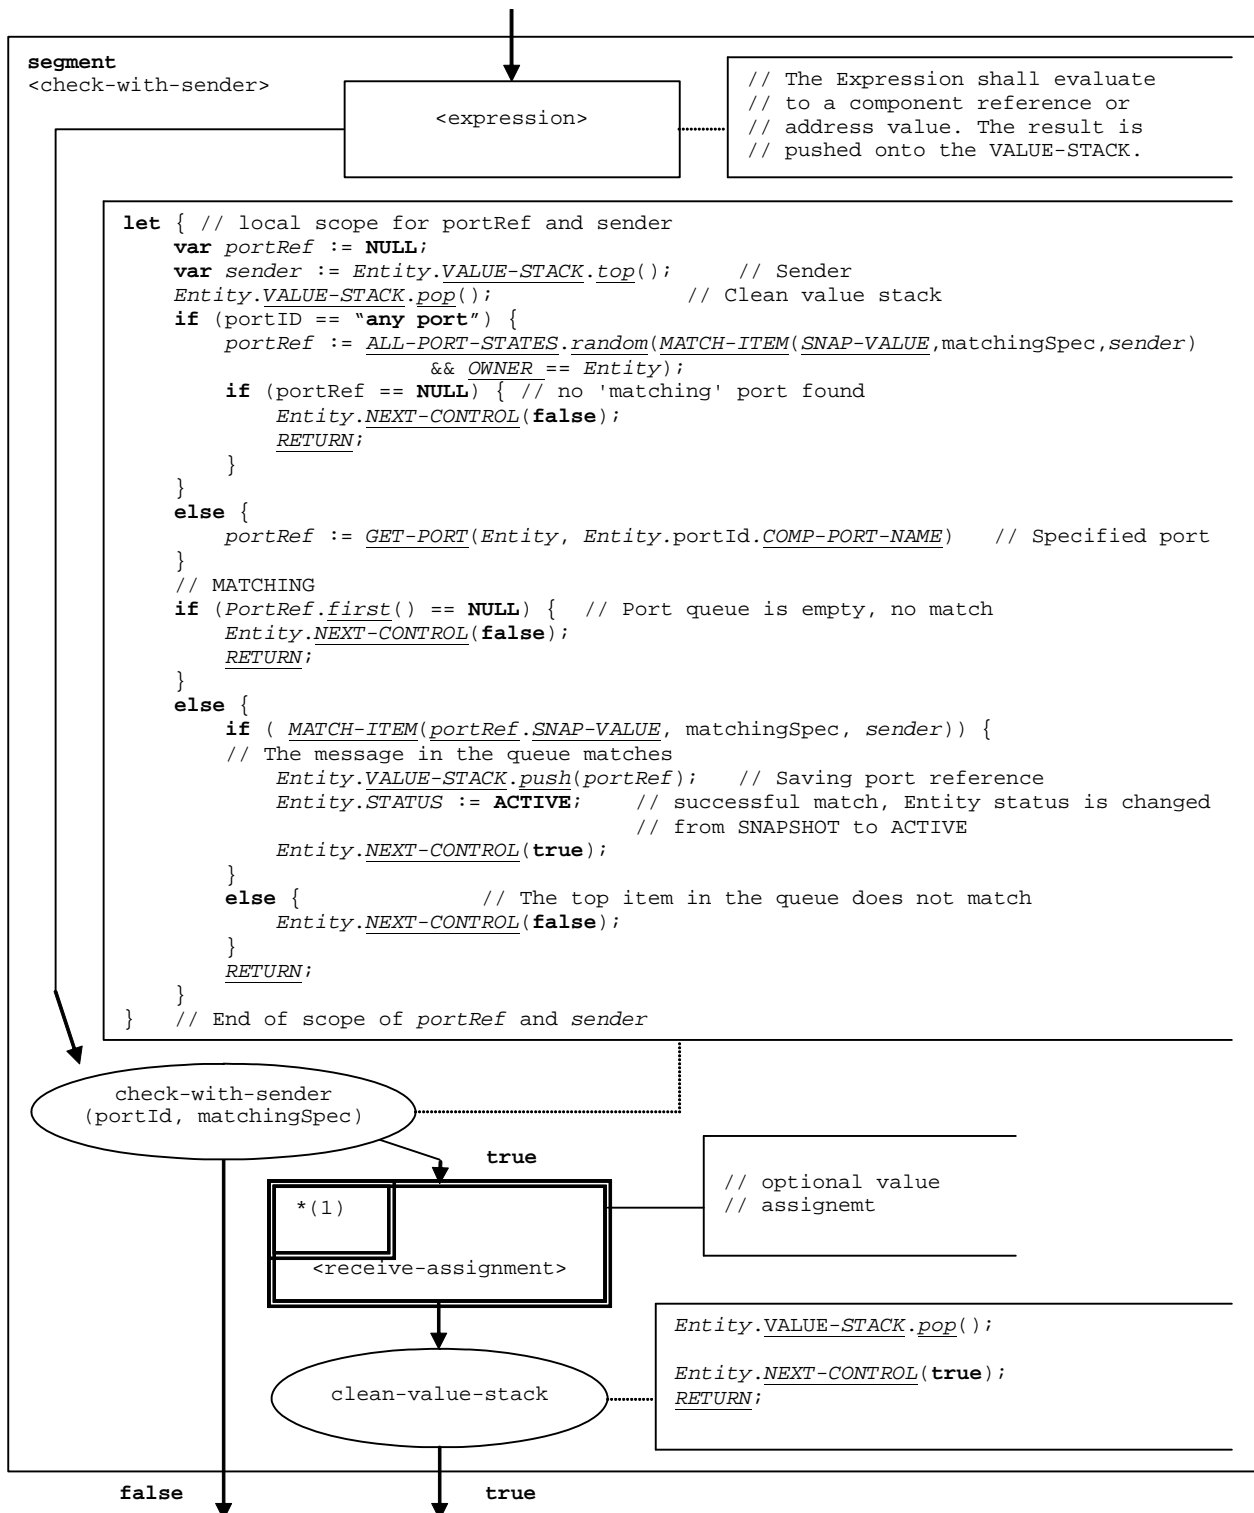 segment
<check-with-sender>
<expression>
// The Expression shall evaluate
// to a component reference or
// address value. The result is
// pushed onto the VALUE-STACK.
let { // local scope for portRef and sender
var portRef := NULL;
var sender := Entity.VALUE-STACK.top(); // Sender
Entity.VALUE-STACK.pop(); // Clean value stack
if (portID == “any port”) {
portRef := ALL-PORT-STATES.random(MATCH-ITEM(SNAP-VALUE,matchingSpec,sender)
&& OWNER == Entity);
if (portRef == NULL) { // no 'matching' port found
Entity.NEXT-CONTROL(false);
RETURN;
}
}
else {
portRef := GET-PORT(Entity, Entity.portId.COMP-PORT-NAME) // Specified port
}
// MATCHING
if (PortRef.first() == NULL) { // Port queue is empty, no match
Entity.NEXT-CONTROL(false);
RETURN;
}
else {
if ( MATCH-ITEM(portRef.SNAP-VALUE, matchingSpec, sender)) {
// The message in the queue matches
Entity.VALUE-STACK.push(portRef); // Saving port reference
Entity.STATUS := ACTIVE; // successful match, Entity status is changed
// from SNAPSHOT to ACTIVE
Entity.NEXT-CONTROL(true);
}
else { // The top item in the queue does not match
Entity.NEXT-CONTROL(false);
}
RETURN;
}
} // End of scope of portRef and sender
check-with-sender
(portId, matchingSpec)
true
*(1)
<receive-assignment>
// optional value
// assignemt
clean-value-stack
Entity.VALUE-STACK.pop();
Entity.NEXT-CONTROL(true);
RETURN;
false
true